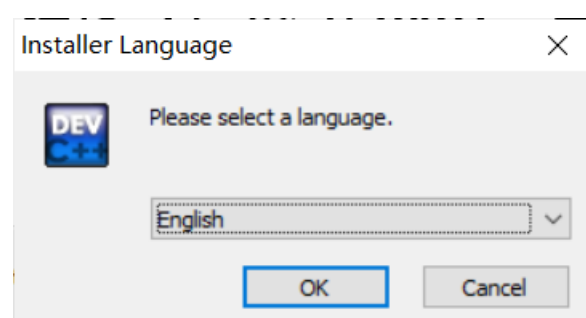 Installer Language
DEV
C++
Please select a language.
English
OK
Cancel